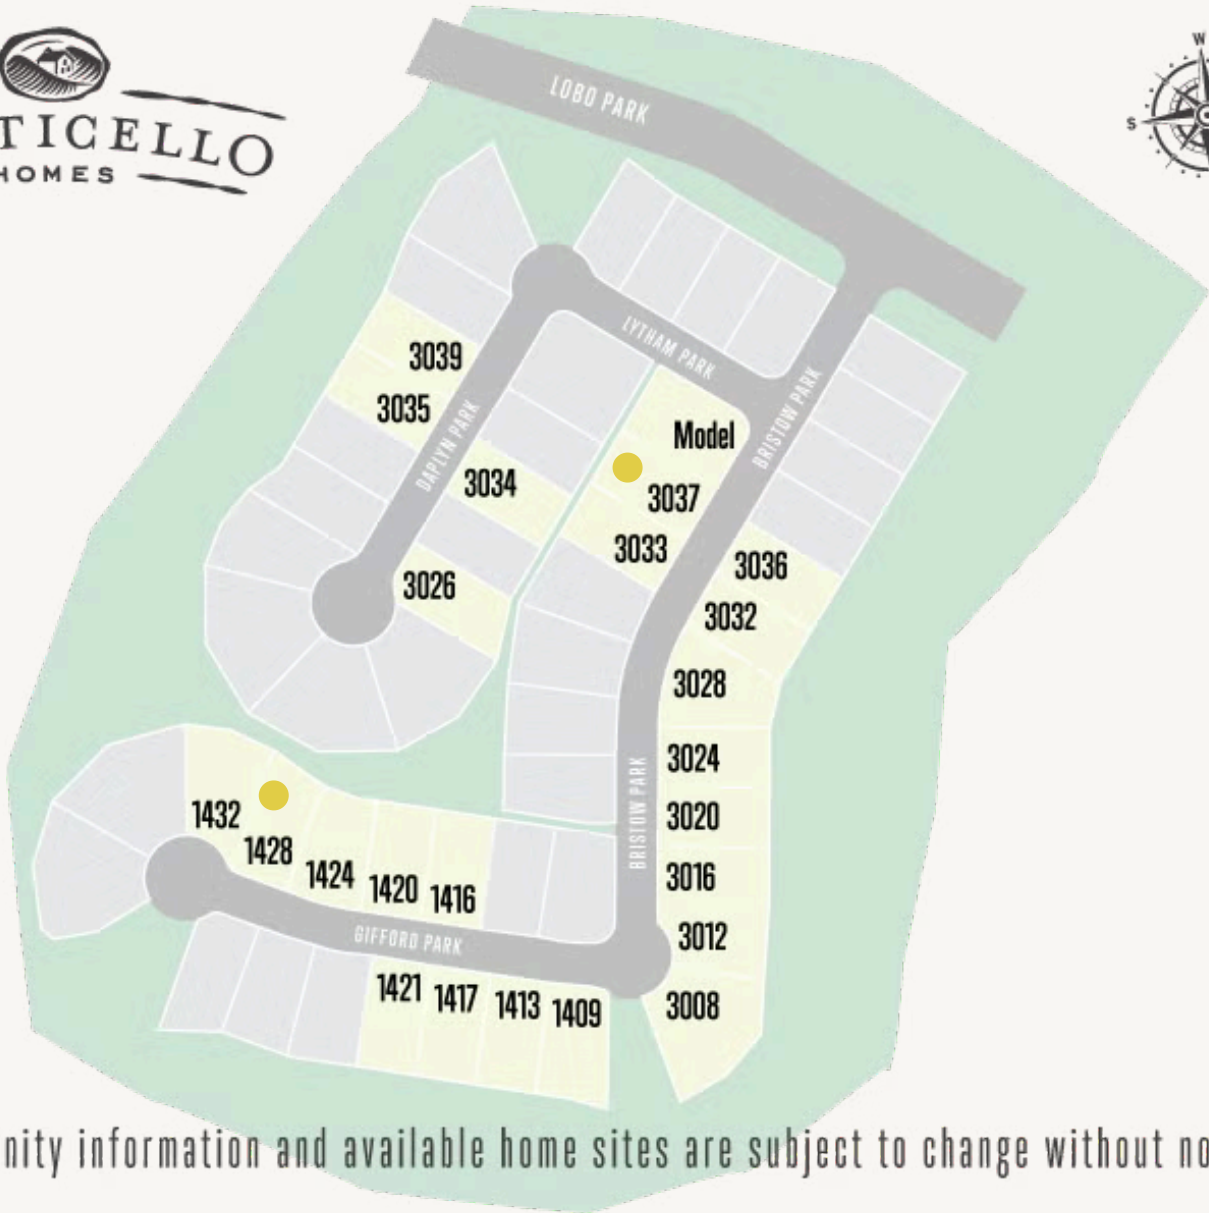 TICELLO
HOMES
W
S
LOBO PARK
LYTHAM PARK
BRISTOW PARK
DAPLYN PARK
3039
3035
3034
3026
Model
3037
3033
3036
3032
3028
3024
3020
3016
3012
3008
BRISTOW PARK
1432
1428
1424
1420
1416
GIFFORD PARK
1421
1417
1413
1409
nity information and available home sites are subject to change without no